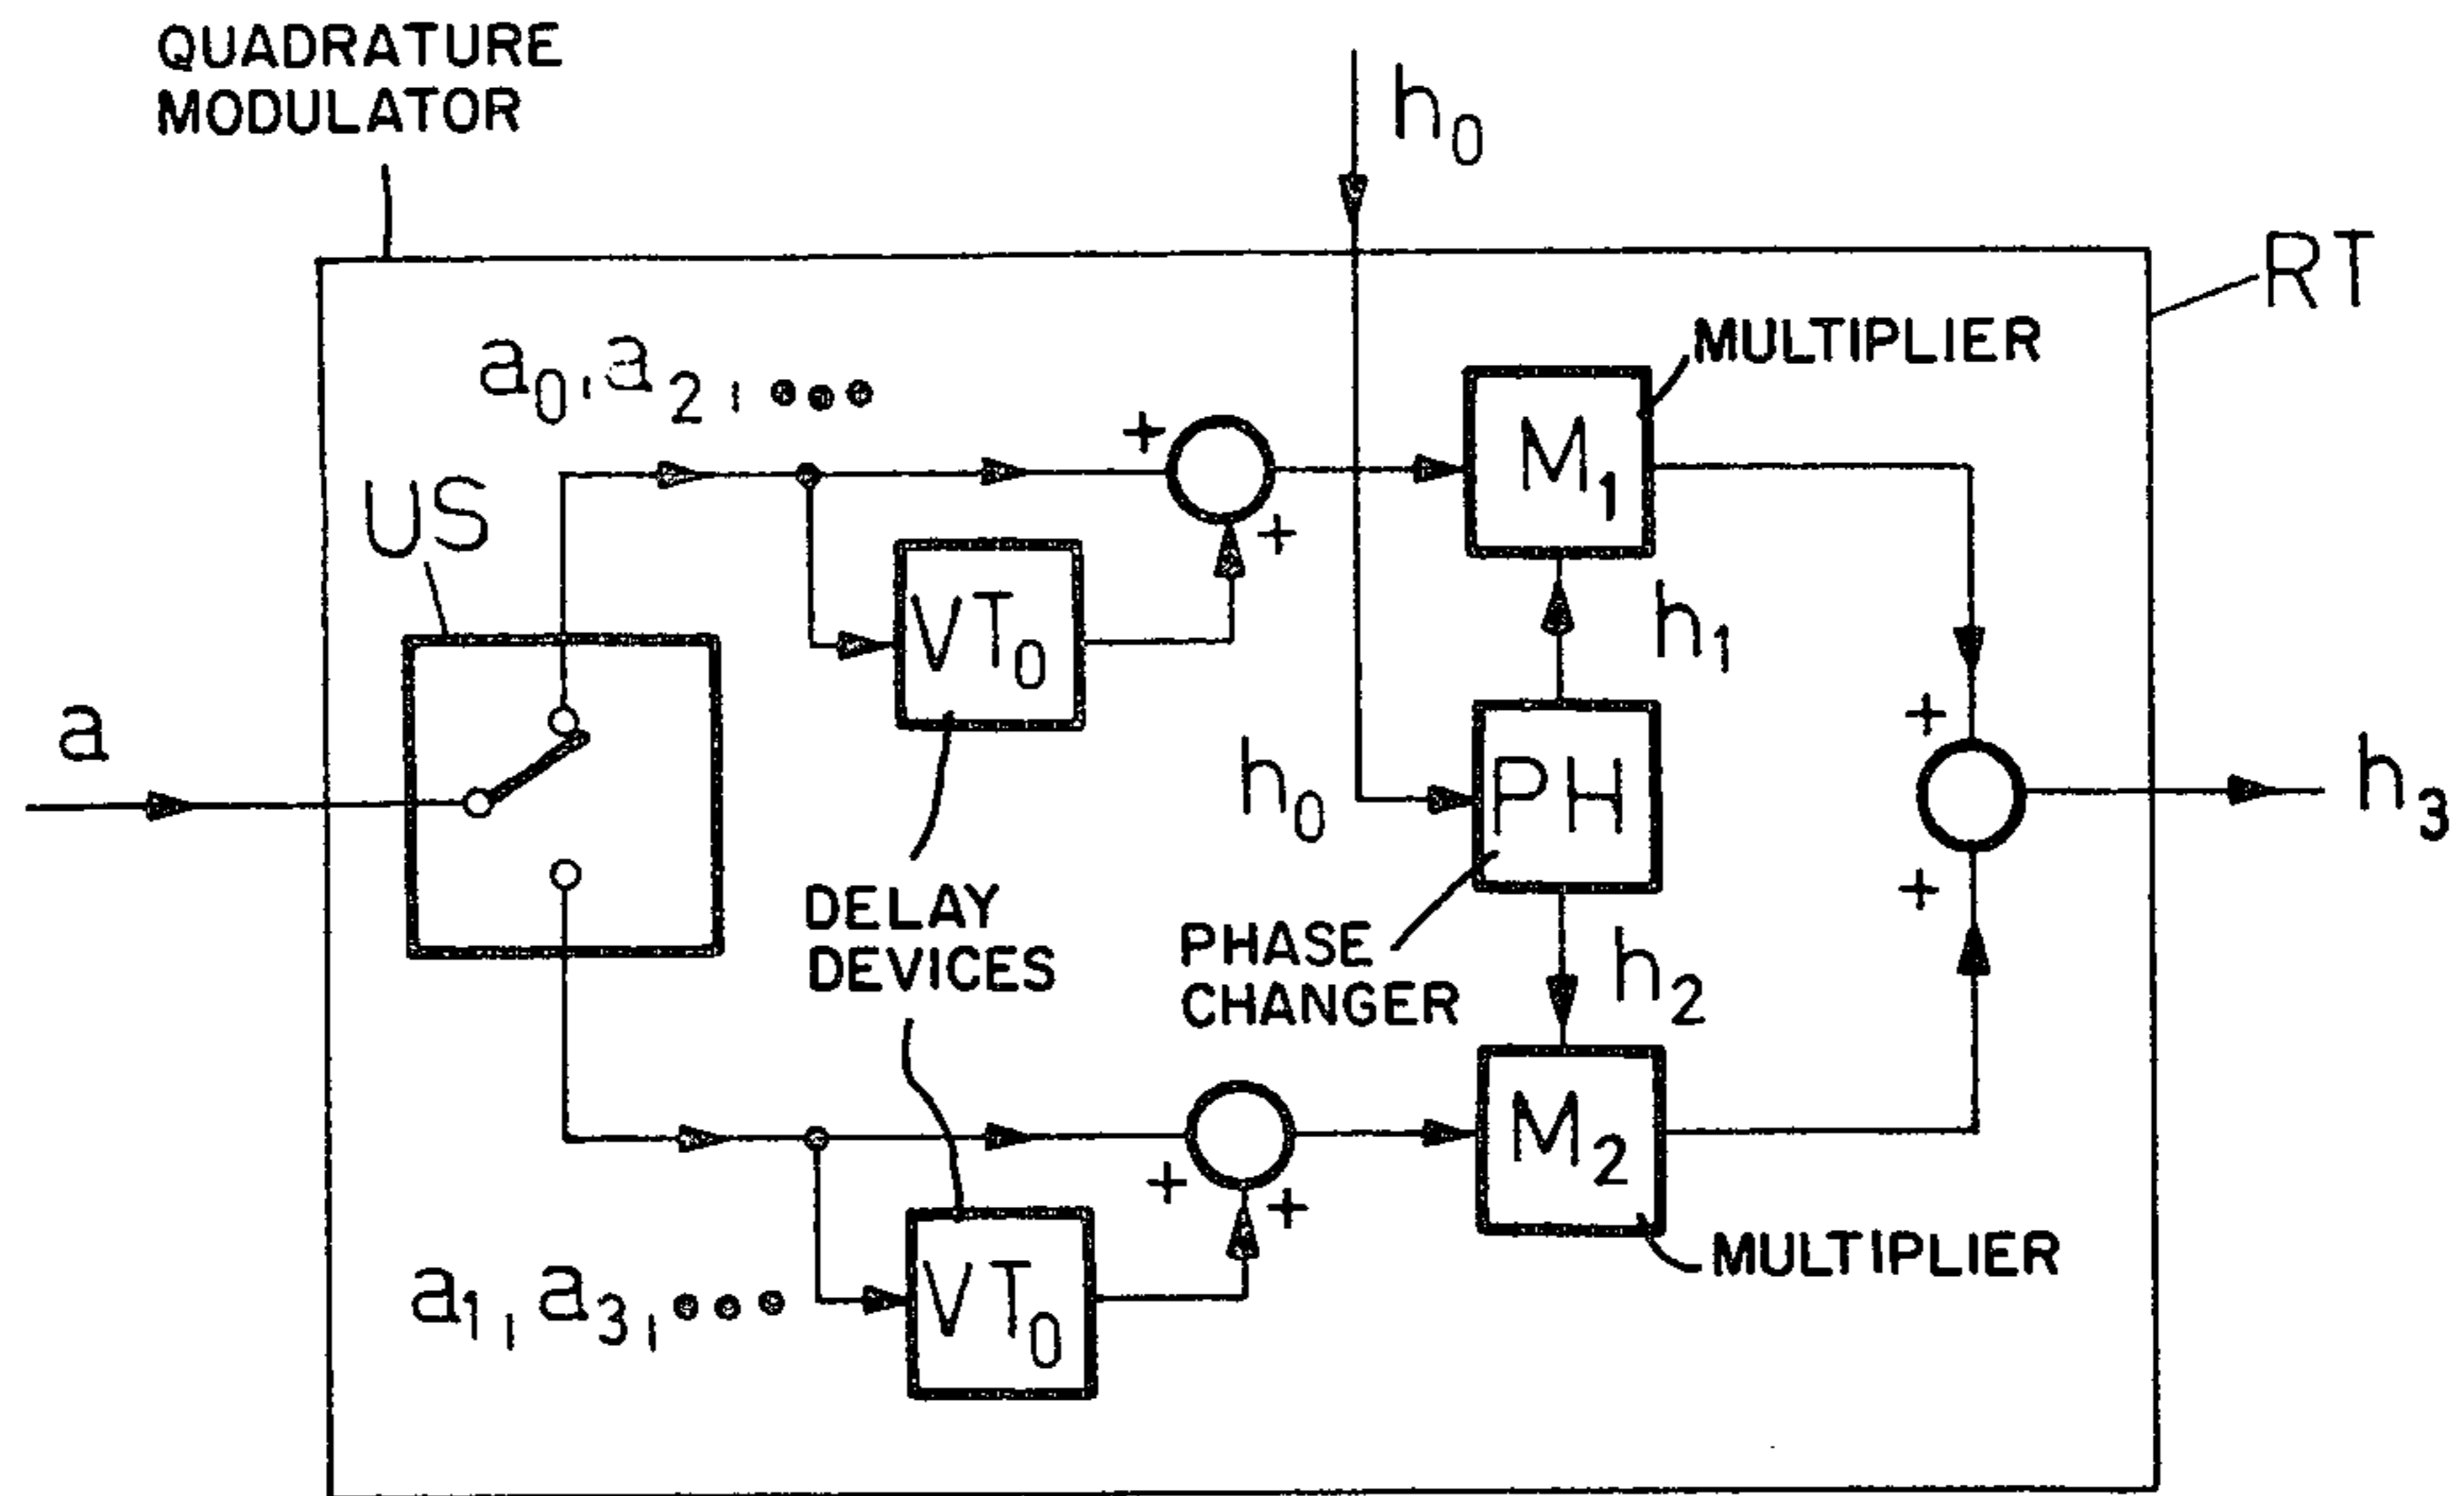 QUADRATURE
MODULATOR
h0
RT
MULTIPLIER
a0, a2, •••
+
M1
US
+
VT0
h1
a
+
h0
PH
h3
DELAY
DEVICES
+
PHASE
CHANGER
h2
M2
+
+
MULTIPLIER
a1, a3, •••
VT0